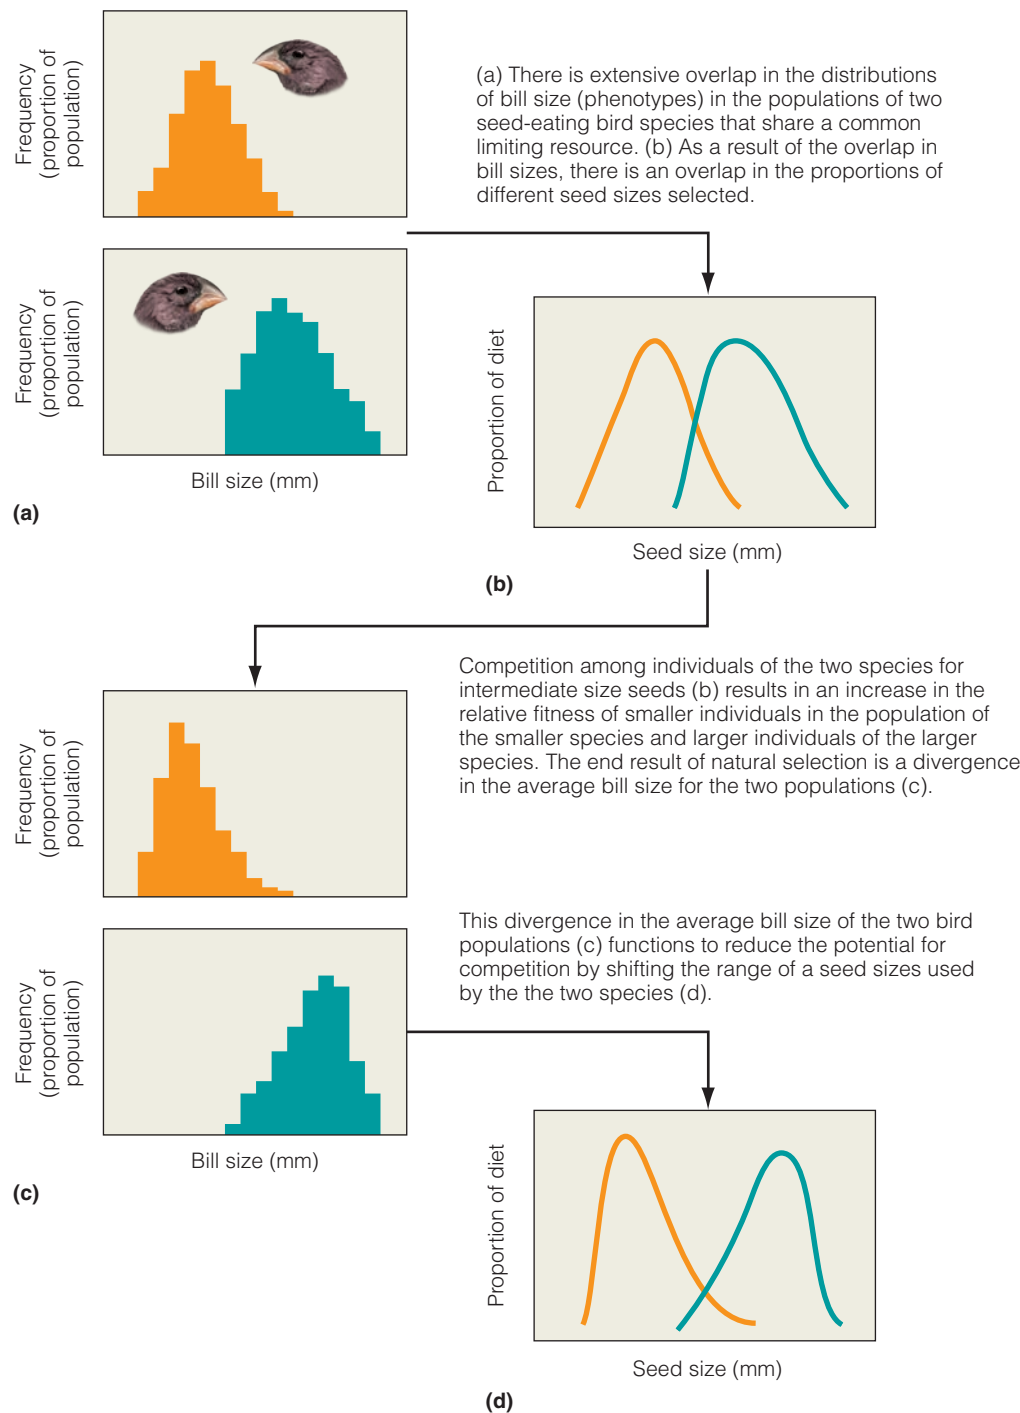 Frequency
(proportion of
population)
(a) There is extensive overlap in the distributions
of bill size (phenotypes) in the populations of two
seed-eating bird species that share a common
limiting resource. (b) As a result of the overlap in
bill sizes, there is an overlap in the proportions of
different seed sizes selected.
Frequency
(proportion of
population)
Bill size (mm)
(a)
Proportion of diet
Seed size (mm)
(b)
Frequency
(proportion of
population)
Competition among individuals of the two species for
intermediate size seeds (b) results in an increase in the
relative fitness of smaller individuals in the population of
the smaller species and larger individuals of the larger
species. The end result of natural selection is a divergence
in the average bill size for the two populations (c).
Frequency
(proportion of
population)
This divergence in the average bill size of the two bird
populations (c) functions to reduce the potential for
competition by shifting the range of a seed sizes used
by the the two species (d).
Bill size (mm)
(c)
Proportion of diet
Seed size (mm)
(d)